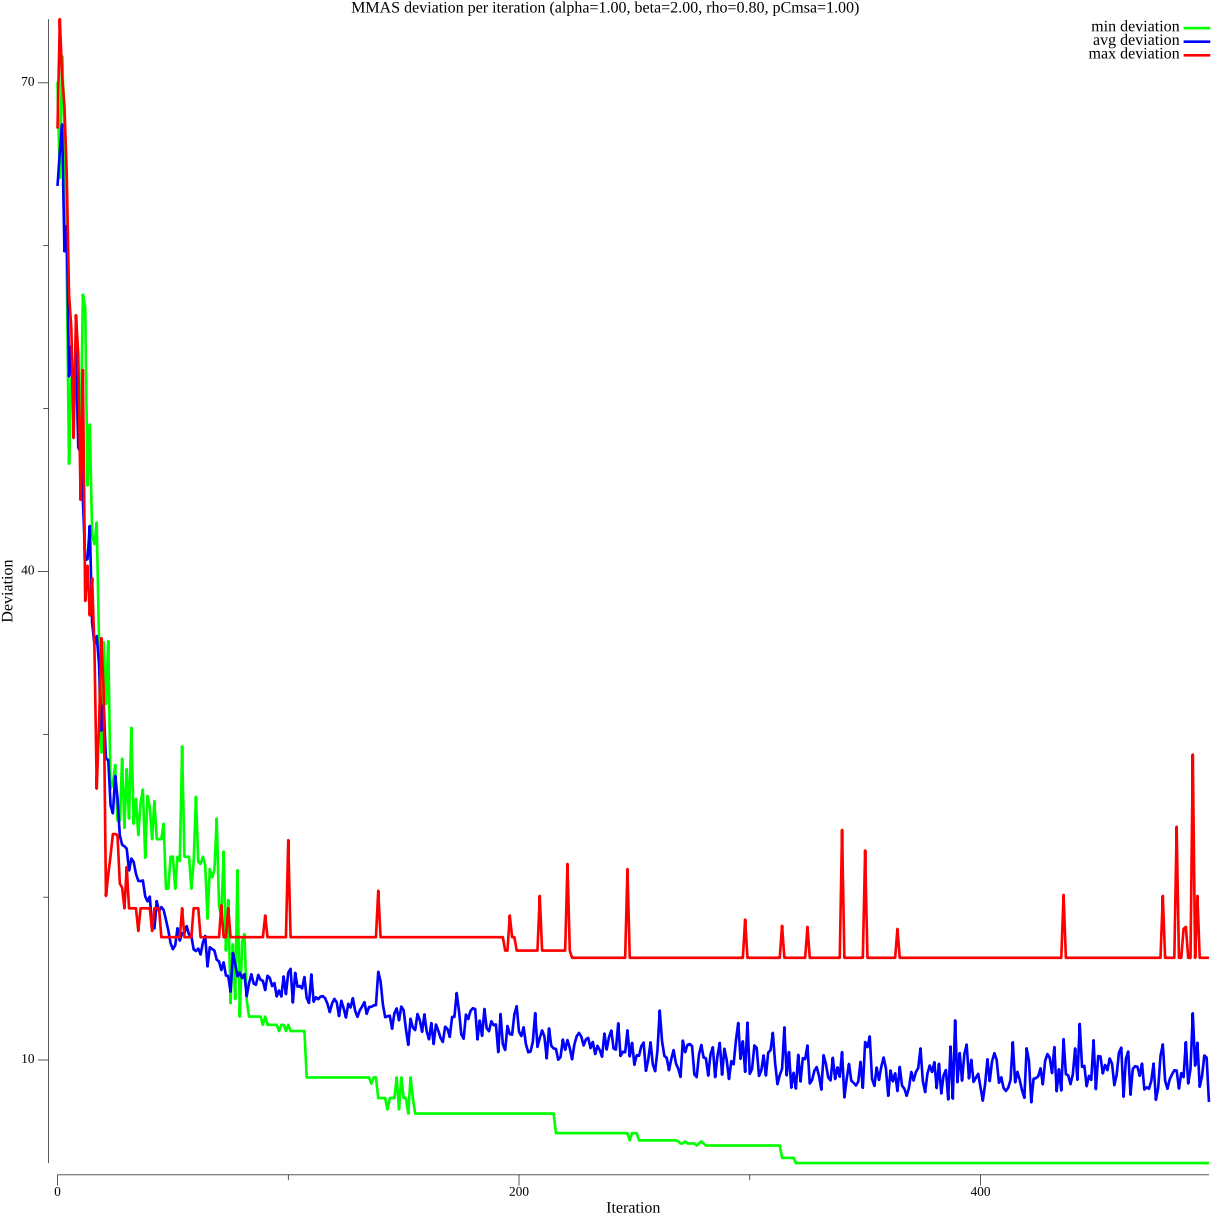 MMAS deviation per iteration (alpha=1.00, beta=2.00, rho=0.80, pCmsa=1.00)
min deviation
avg deviation
max deviation
70
40
10
Deviation
0
200
400
Iteration